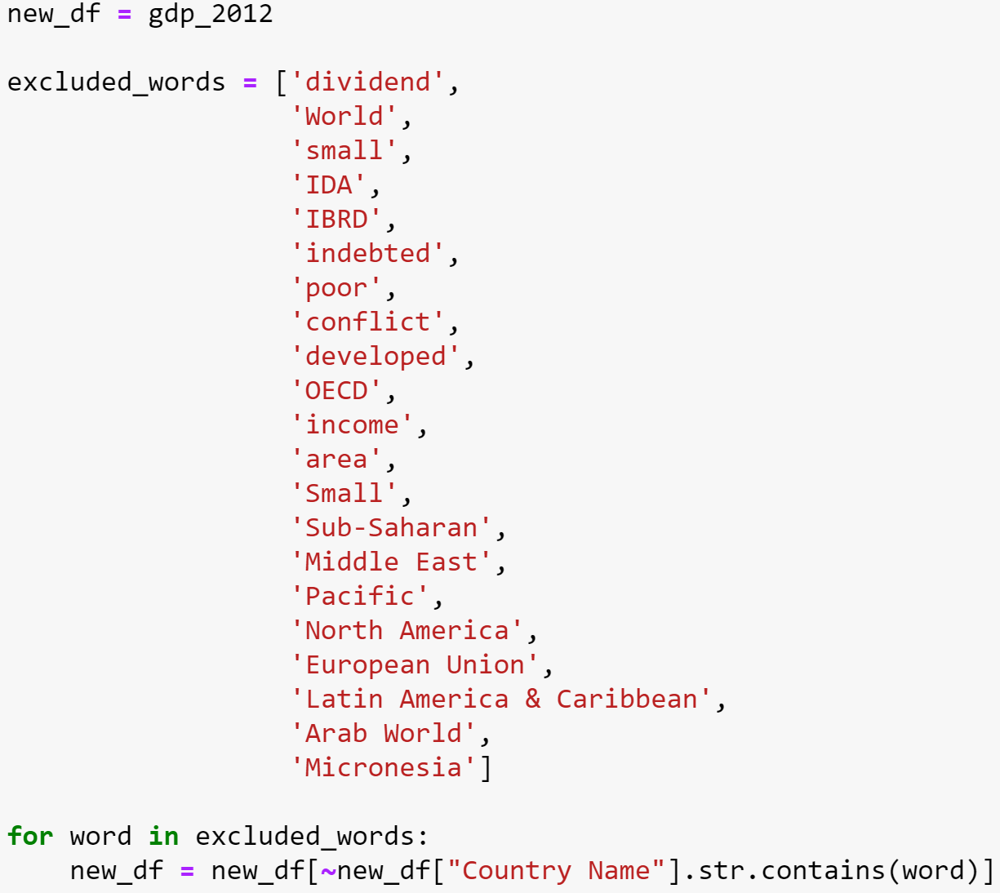 new_df = gdp_2012
excluded_words = ['dividend',
'World',
'small',
'IDA',
'IBRD',
'indebted',
'poor',
'conflict',
'developed',
'OECD',
'income',
'area',
'Small',
'Sub-Saharan',
'Middle East',
'Pacific',
'North America',
'European Union',
'Latin America & Caribbean',
'Arab World',
'Micronesia']
for word in excluded_words:
new_df = new_df[~new_df["Country Name"].str.contains(word)]